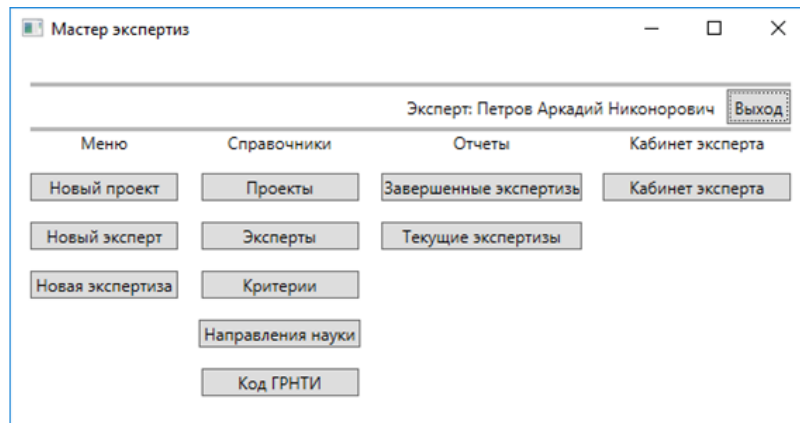 Мастер экспертиз
Эксперт: Петров Аркадий Никонорович Выход
Меню Справочники Отчеты Кабинет эксперта
Новый проект Проекты Завершенные экспертизь Кабинет эксперта
Новый эксперт Эксперты Текущие экспертизы
Новая экспертиза Критерии
Направления науки
Код ГРНТИ